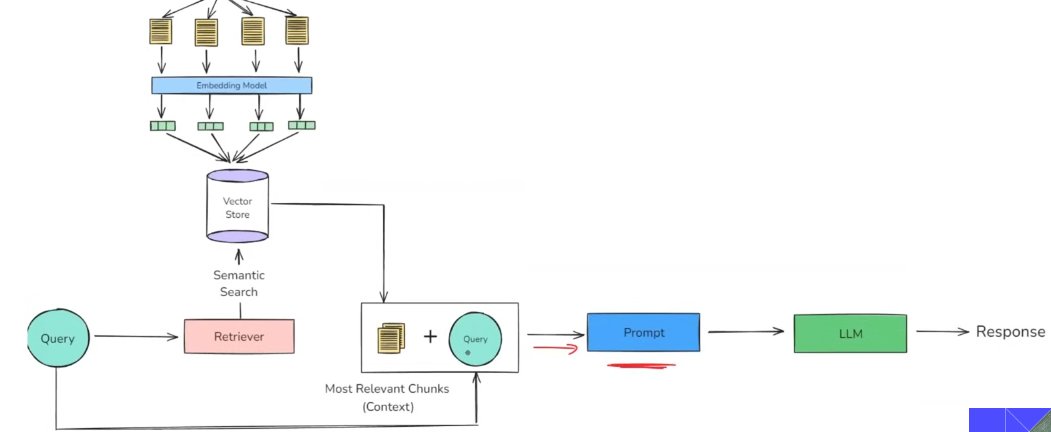 Embedding Model
Vector
Store
Semantic
Search
Query
Retriever
+
Query
Prompt
LLM
Response
Most Relevant Chunks
(Context)